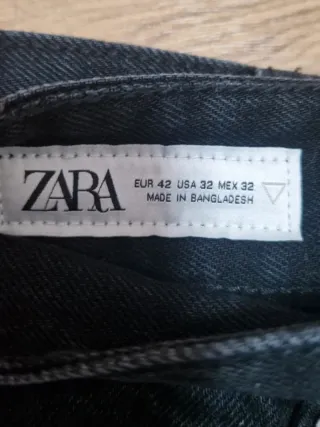 ZARA
EUR 42 USA 32 MEX 32
MADE IN BANGLADESH